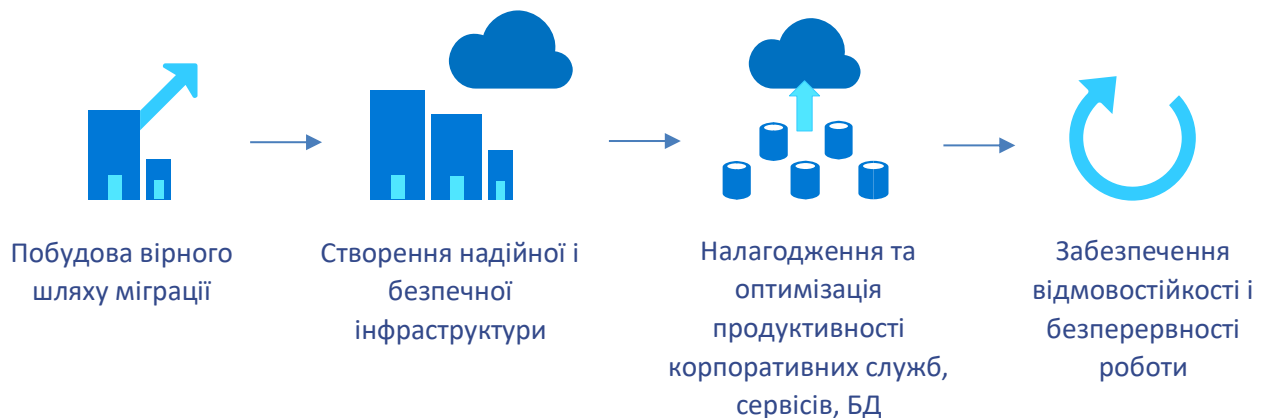 Побудова вірного
шляху міграції
Створення надійної і
безпечної
інфраструктури
Налагодження та
оптимізація
продуктивності
корпоративних служб,
сервісів, БД
Забезпечення
відмовостійкості і
безперервності
роботи